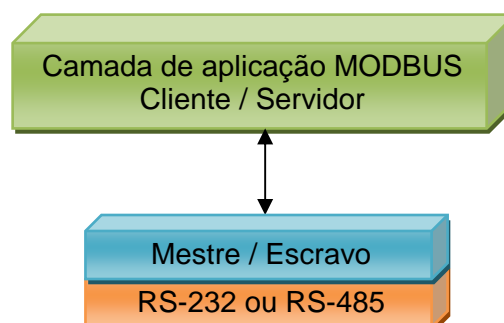 Camada de aplicação MODBUS
Cliente / Servidor
Mestre / Escravo
RS-232 ou RS-485